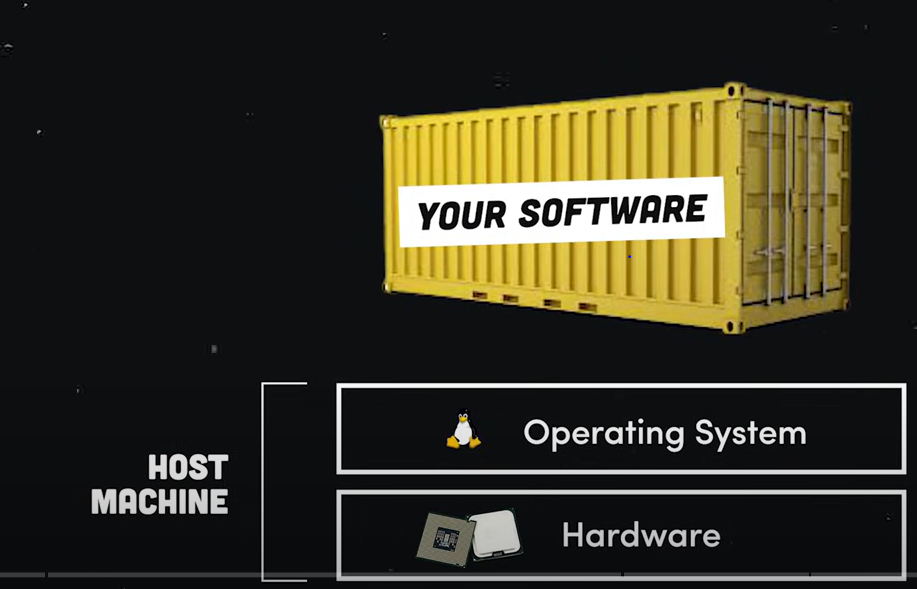 YOUR SOFTWARE
Operating System
HOST
MACHINE
Hardware